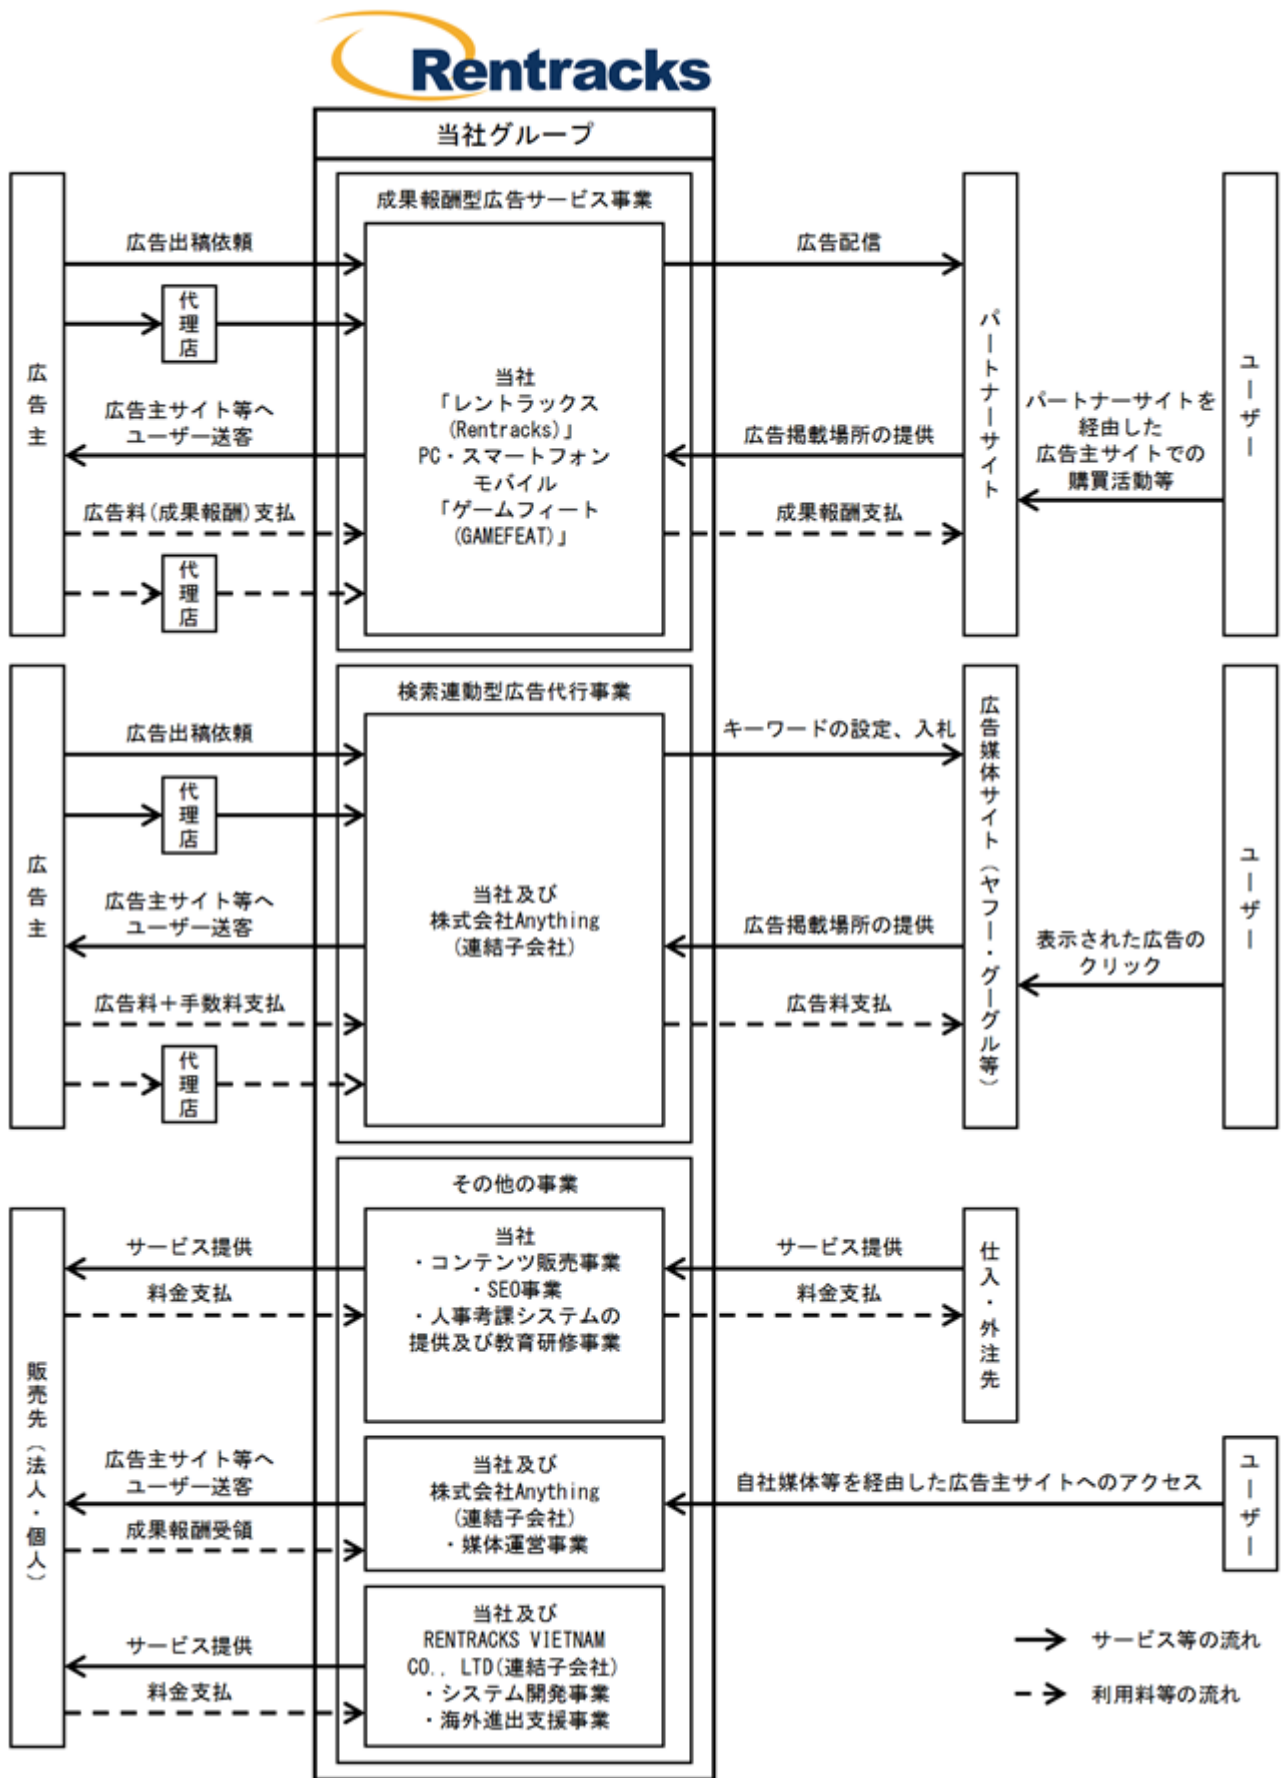 Rentracks
当社グループ
成果報酬型広告サービス事業
広告主
広告出稿依頼
代理店
広告主サイト等へ
ユーザー送客
広告料(成果報酬)支払
代理店
当社
「レントラックス
(Rentracks)」
PC・スマートフォン
モバイル
「ゲームフィート
(GAMEFEAT)」
広告配信
広告掲載場所の提供
成果報酬支払
パートナーサイト
パートナーサイトを
経由した
広告主サイトでの
購買活動等
ユーザー
検索連動型広告代行事業
広告主
広告出稿依頼
代理店
広告主サイト等へ
ユーザー送客
広告料+手数料支払
代理店
当社及び
株式会社Anything
(連結子会社)
キーワードの設定、入札
広告掲載場所の提供
広告料支払
広告媒体サイト(ヤフー・グーグル等)
表示された広告の
クリック
ユーザー
その他の事業
販売先(法人・個人)
サービス提供
料金支払
当社
・コンテンツ販売事業
・SEO事業
・人事考課システムの
提供及び教育研修事業
サービス提供
料金支払
仕入・外注先
広告主サイト等へ
ユーザー送客
成果報酬受領
当社及び
株式会社Anything
(連結子会社)
・媒体運営事業
自社媒体等を経由した広告主サイトへのアクセス
ユーザー
サービス提供
料金支払
当社及び
RENTRACKS VIETNAM
CO., LTD(連結子会社)
・システム開発事業
・海外進出支援事業
サービス等の流れ
利用料等の流れ